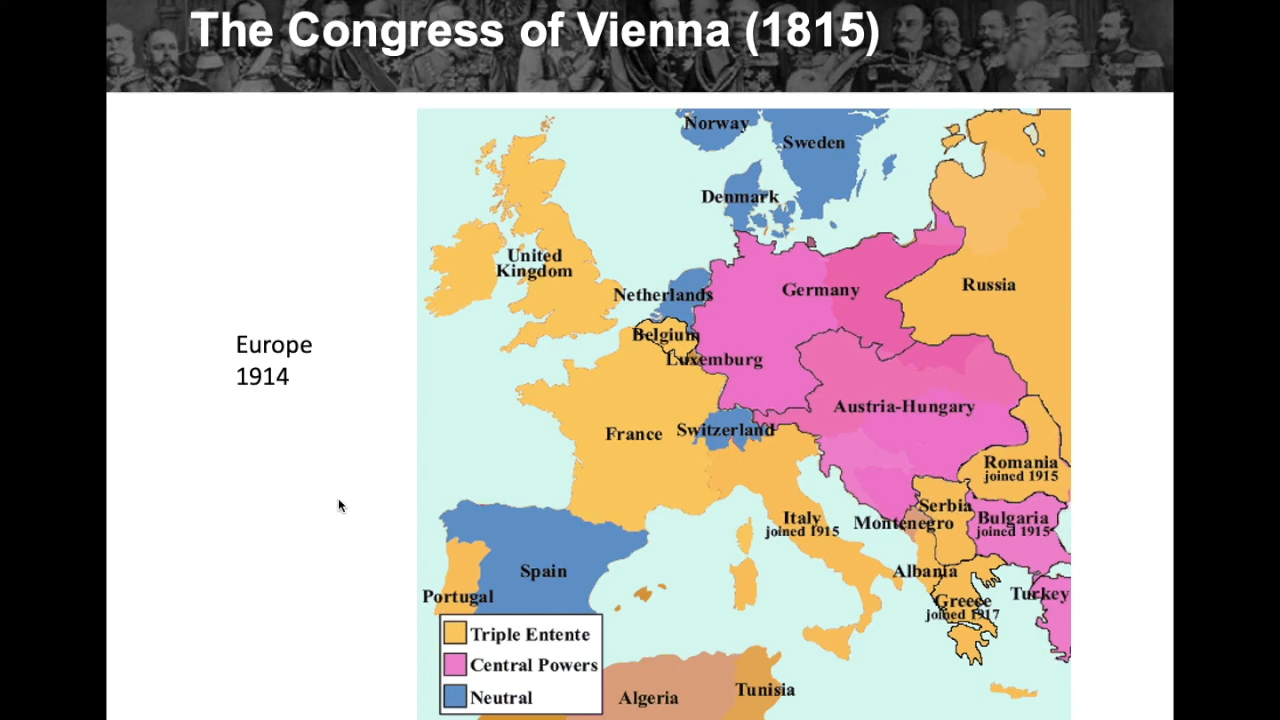 The Congress of Vienna (1815)
Europe
1914
Norway
Sweden
Denmark
United
Kingdom
Netherlands
Germany
Russia
Belgium
Luxemburg
Austria-Hungary
France
Switzerland
Romania
joined 1915
Serbia
Italy
joined 1915
Montenegro
Bulgaria
joined 1915
Spain
Albania
Portugal
Greece
joined 1917
Turkey
Triple Entente
Central Powers
Neutral
Algeria
Tunisia